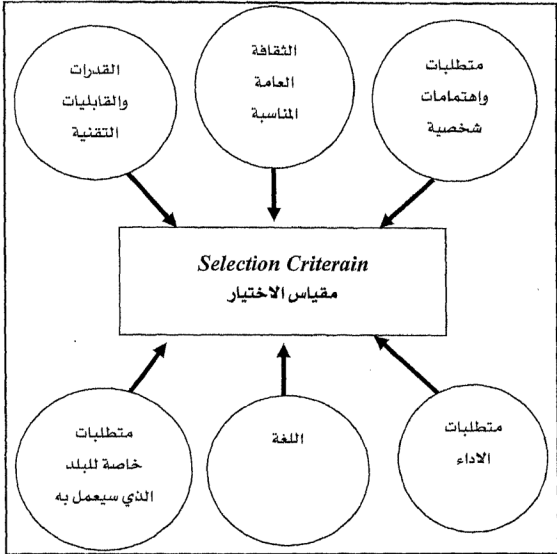 متطلبات
واهتمامات
شخصية
الثقافة
العامة
المناسبة
القدرات
والقابليات
التقنية
Selection Criterain
مقياس الاختيار
متطلبات
الاداء
اللغة
متطلبات
خاصة للبلد
الذي سيعمل به